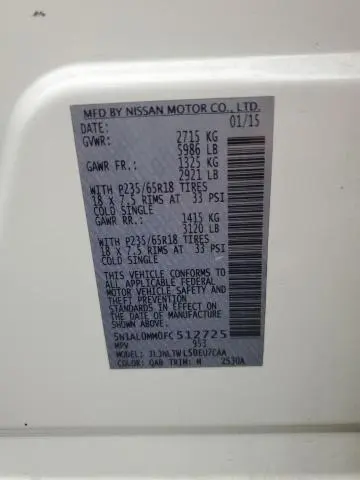 MFD BY NISSAN MOTOR CO., LTD.
DATE: 01/15
GVWR: 2715 KG
5986 LB
GAWR FR.: 1325 KG
2921 LB
WITH P235/65R18 TIRES
18 X 7.5 RIMS AT 33 PSI
COLD SINGLE
GAWR RR.: 1415 KG
3120 LB
WITH P235/65R18 TIRES
18 X 7.5 RIMS AT 33 PSI
COLD SINGLE
THIS VEHICLE CONFORMS TO
ALL APPLICABLE FEDERAL
MOTOR VEHICLE SAFETY
AND THEFT PREVENTION
STANDARDS IN EFFECT ON
THE DATE OF MANUFACTURE
SHOWN ABOVE.
5N1AL0MM0FC512725
MPV 953
MODEL: JLJNLTWL50EU7CAA
COLOR: QAB TRIM: M 2530A